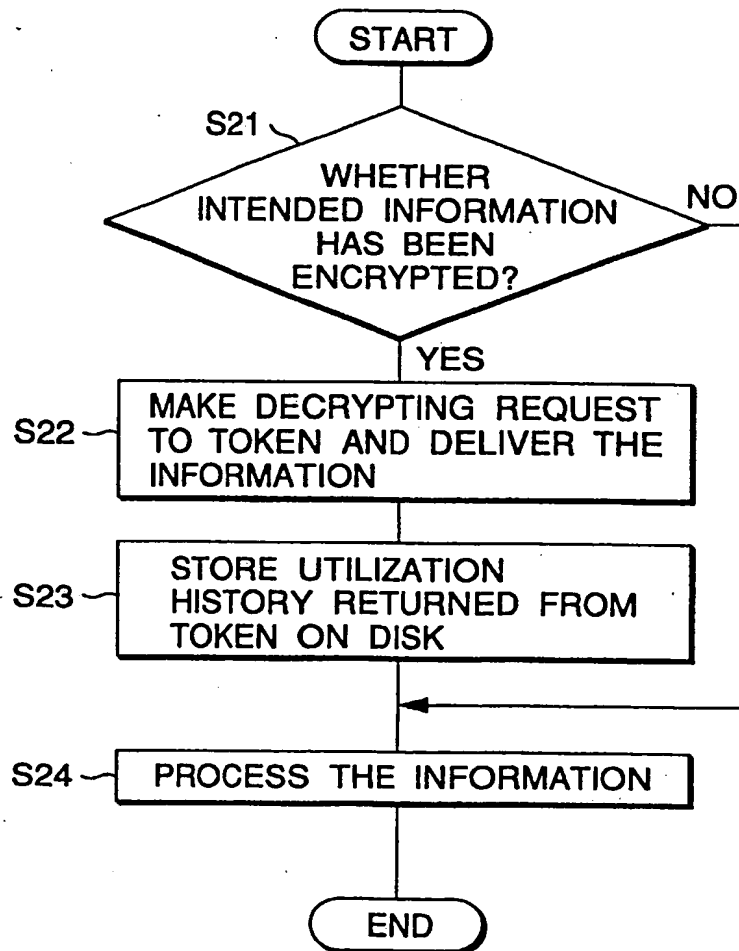 START
S21
WHETHER
INTENDED INFORMATION
HAS BEEN
ENCRYPTED?
NO
YES
S22
MAKE DECRYPTING REQUEST
TO TOKEN AND DELIVER THE
INFORMATION
S23
STORE UTILIZATION
HISTORY RETURNED FROM
TOKEN ON DISK
S24
PROCESS THE INFORMATION
END